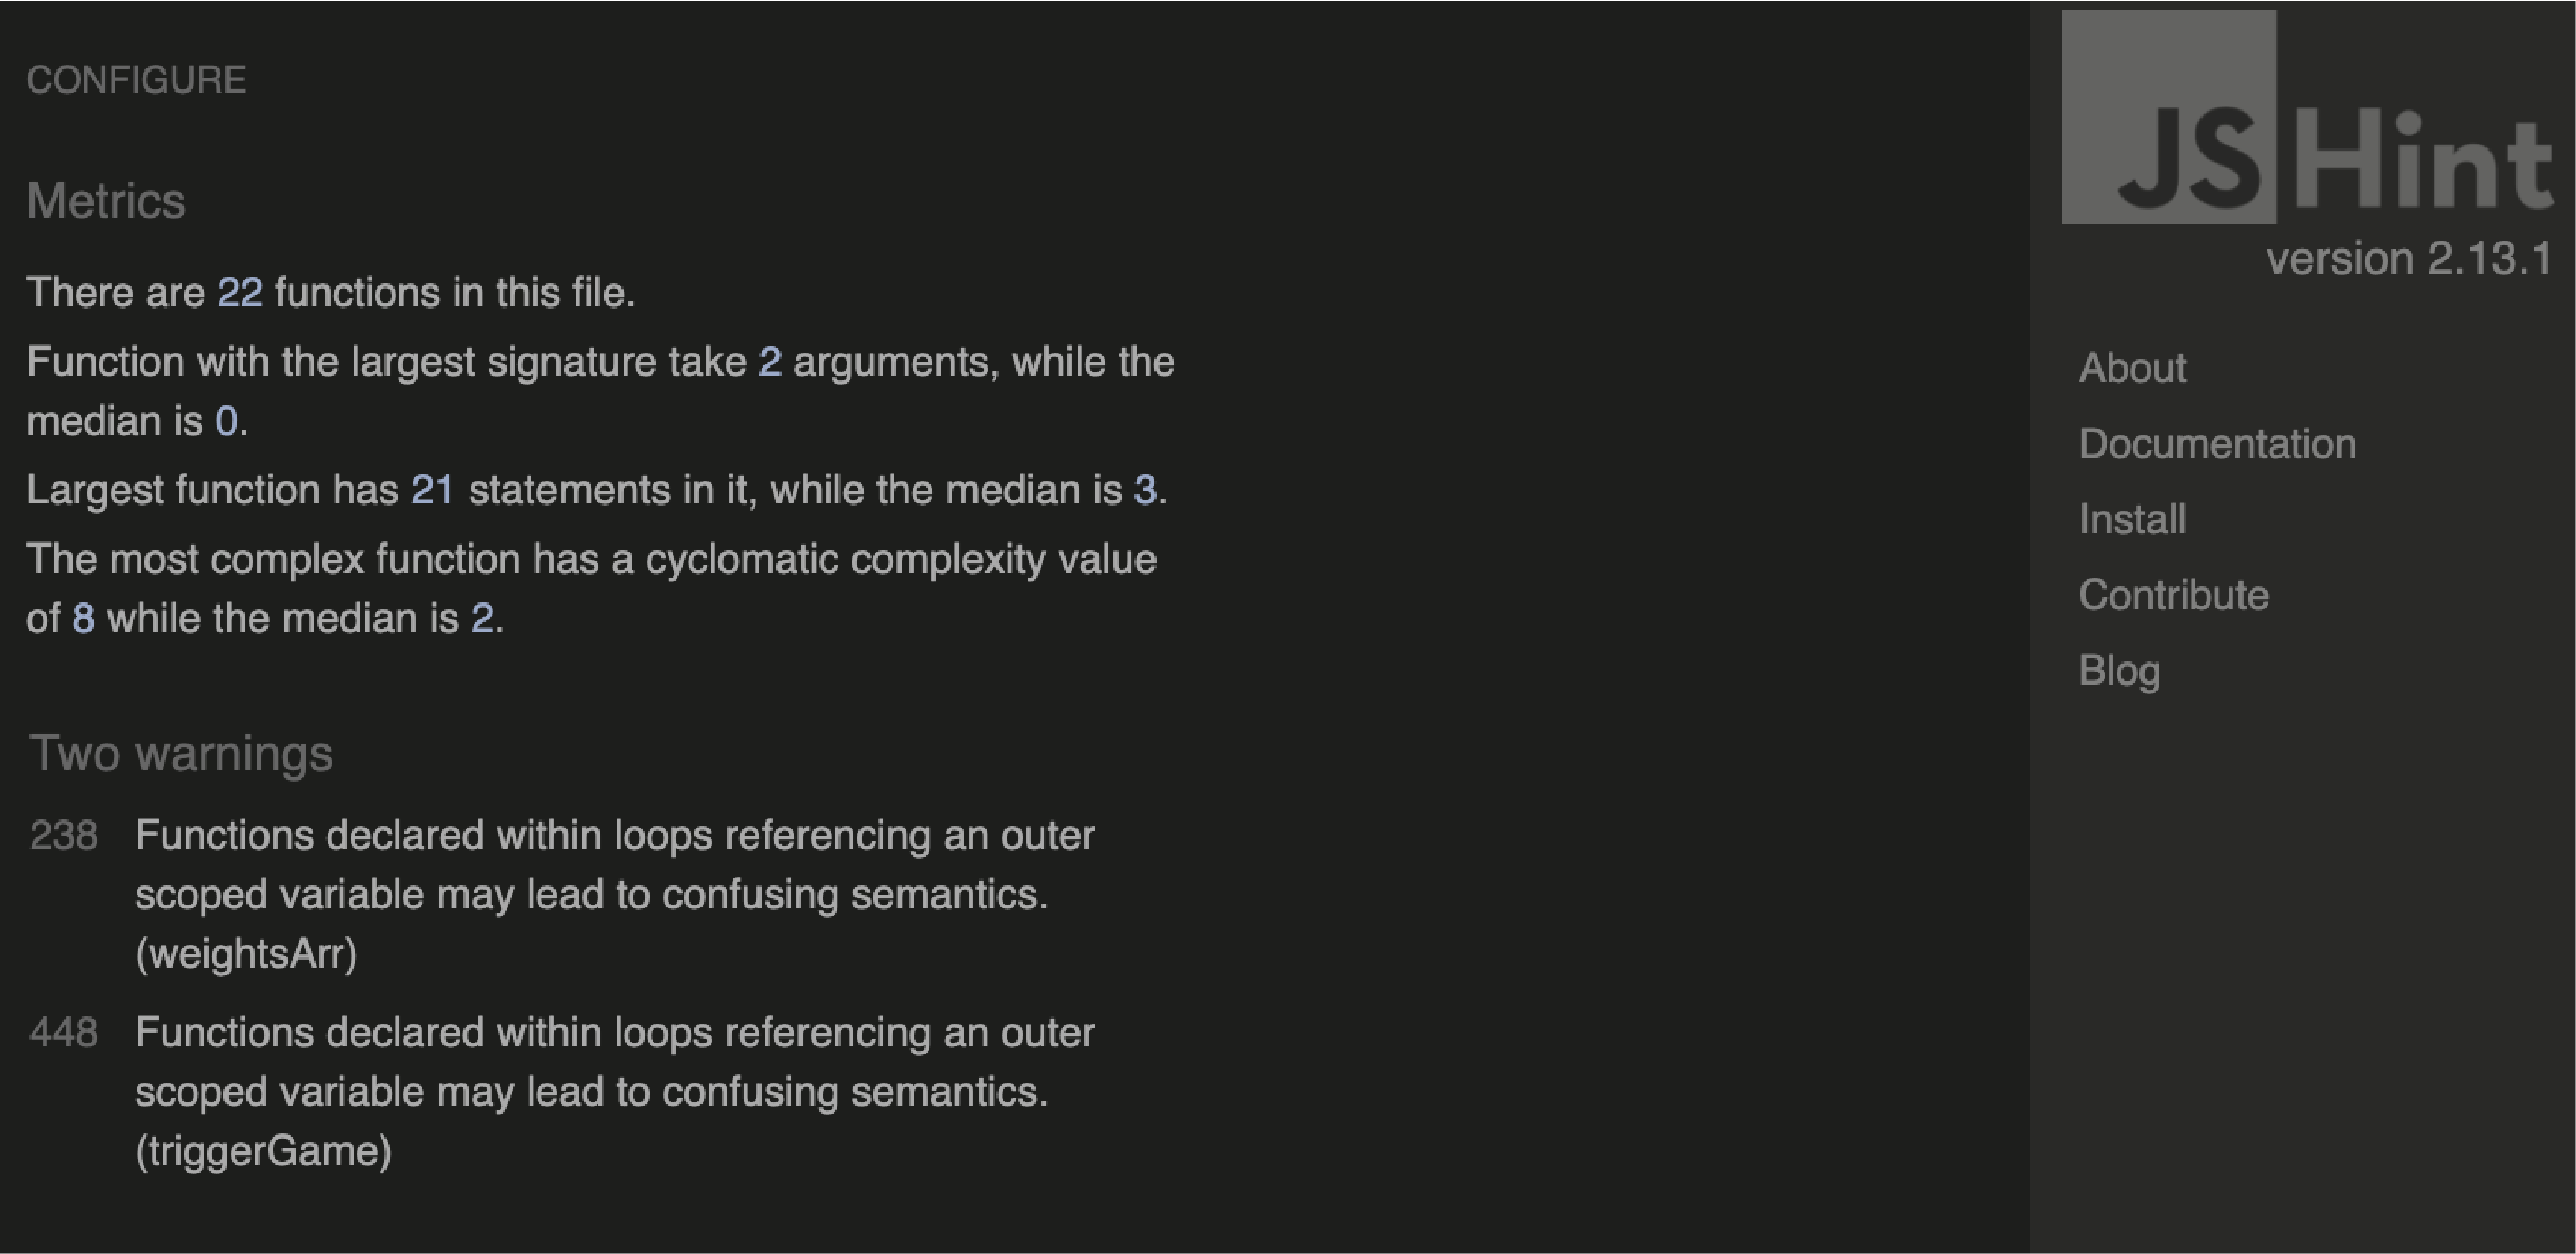 CONFIGURE
Metrics
There are 22 functions in this file.
Function with the largest signature take 2 arguments, while the
median is 0.
Largest function has 21 statements in it, while the median is 3.
The most complex function has a cyclomatic complexity value
of 8 while the median is 2.
Two warnings
238 Functions declared within loops referencing an outer
scoped variable may lead to confusing semantics.
(weightsArr)
448 Functions declared within loops referencing an outer
scoped variable may lead to confusing semantics.
(triggerGame)
JSHint
version 2.13.1
About
Documentation
Install
Contribute
Blog